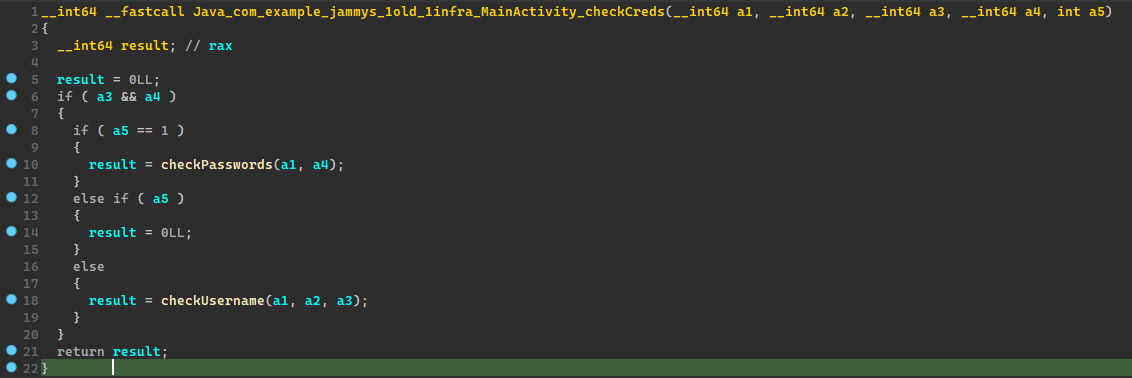 1 __int64 __fastcall Java_com_example_jammys_1old_1infra_MainActivity_checkCreds(__int64 a1, __int64 a2, __int64 a3, __int64 a4, int a5)
2 {
3   __int64 result; // rax
4
5   result = 0LL;
6   if ( a3 && a4 )
7   {
8     if ( a5 == 1 )
9     {
10       result = checkPasswords(a1, a4);
11     }
12     else if ( a5 )
13     {
14       result = 0LL;
15     }
16     else
17     {
18       result = checkUsername(a1, a2, a3);
19     }
20   }
21   return result;
22 }